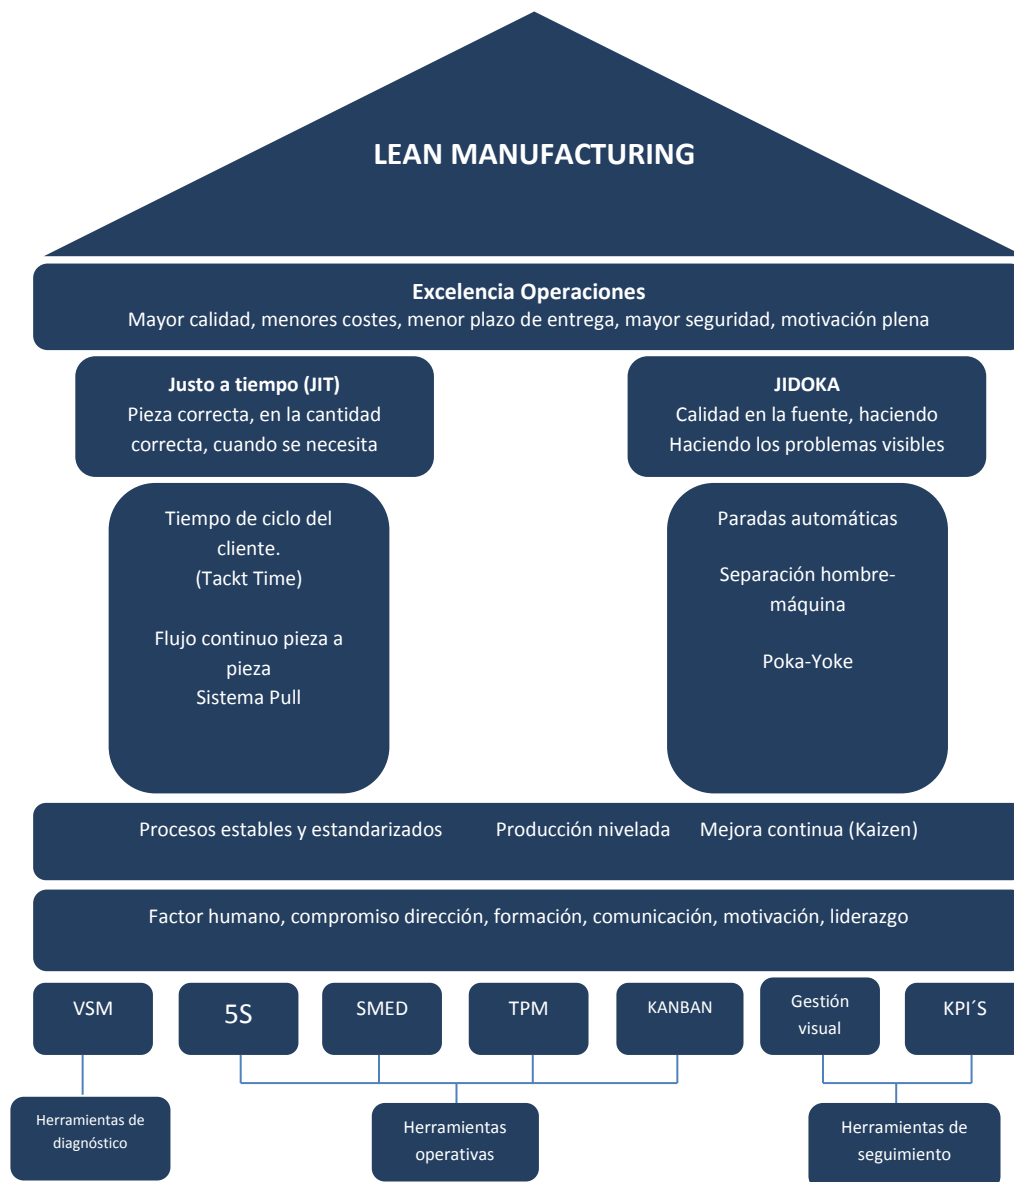 LEAN MANUFACTURING
Excelencia Operaciones
Mayor calidad, menores costes, menor plazo de entrega, mayor seguridad, motivación plena
Justo a tiempo (JIT)
Pieza correcta, en la cantidad
correcta, cuando se necesita
JIDOKA
Calidad en la fuente, haciendo
Haciendo los problemas visibles
Tiempo de ciclo del
cliente.
(Tackt Time)
Flujo continuo pieza a
pieza
Sistema Pull
Paradas automáticas
Separación hombre-
máquina
Poka-Yoke
Procesos estables y estandarizados Producción nivelada Mejora continua (Kaizen)
Factor humano, compromiso dirección, formación, comunicación, motivación, liderazgo
VSM
5S
SMED
TPM
KANBAN
Gestión
visual
KPI´S
Herramientas de
diagnóstico
Herramientas
operativas
Herramientas de
seguimiento